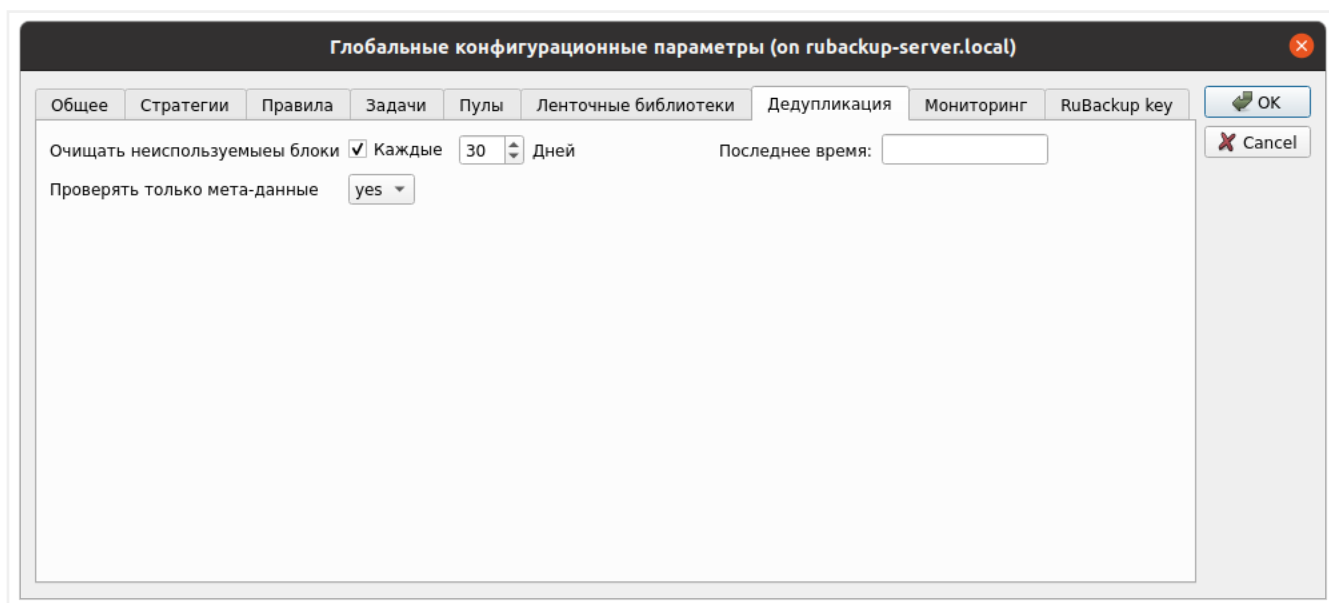 Глобальные конфигурационные параметры (on rubackup-server.local)
Общее Стратегии Правила Задачи Пулы Ленточные библиотеки Дедупликация Мониторинг RuBackup key OK
Очищать неиспользуемыеы блоки Каждые 30 Дней Последнее время: Cancel
Проверять только мета-данные yes